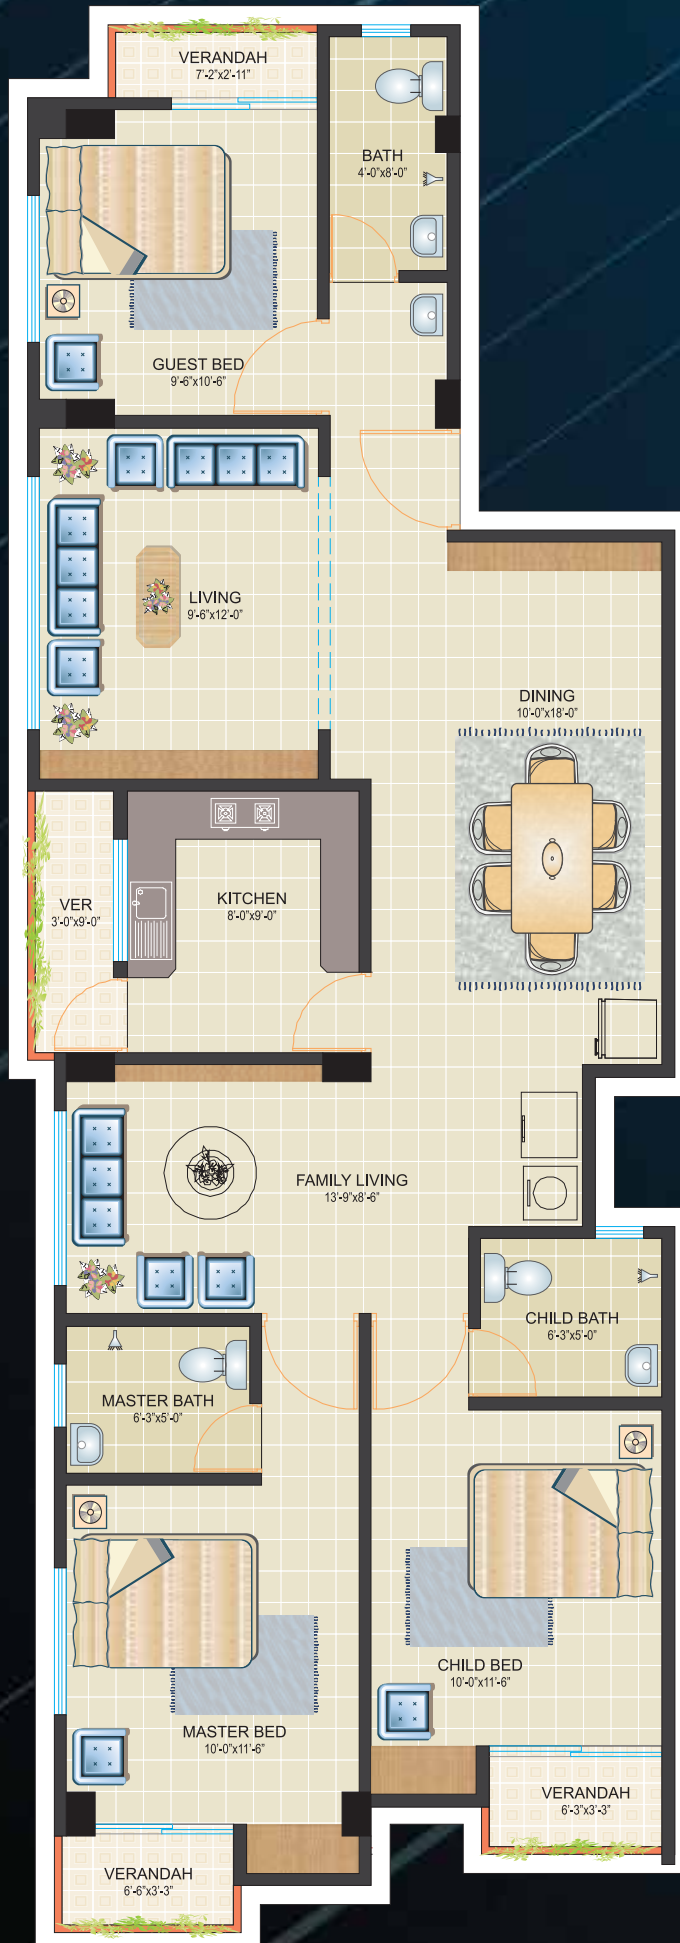 VERANDAH
7'-2"x2'-11"
BATH
4'-0"x8'-0"
GUEST BED
9'-6"x10'-6"
LIVING
9'-6"x12'-0"
DINING
10'-0"x18'-0"
VER
3'-0"x9'-0"
KITCHEN
8'-0"x9'-0"
FAMILY LIVING
13'-9"x8'-6"
CHILD BATH
6'-3"x5'-0"
MASTER BATH
6'-3"x5'-0"
CHILD BED
10'-0"x11'-6"
MASTER BED
10'-0"x11'-6"
VERANDAH
6'-3"x3'-3"
VERANDAH
6'-6"x3'-3"